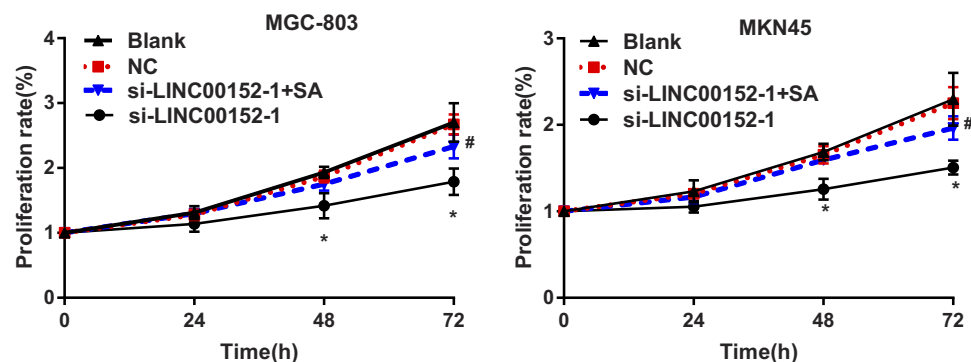 MGC-803
Proliferation rate(%)
4
3
2
1
0
Blank
NC
si-LINC00152-1+SA
si-LINC00152-1
#
*
*
0 24 48 72
Time(h)
MKN45
Proliferation rate(%)
3
2
1
0
Blank
NC
si-LINC00152-1+SA
si-LINC00152-1
#
*
*
0 24 48 72
Time(h)